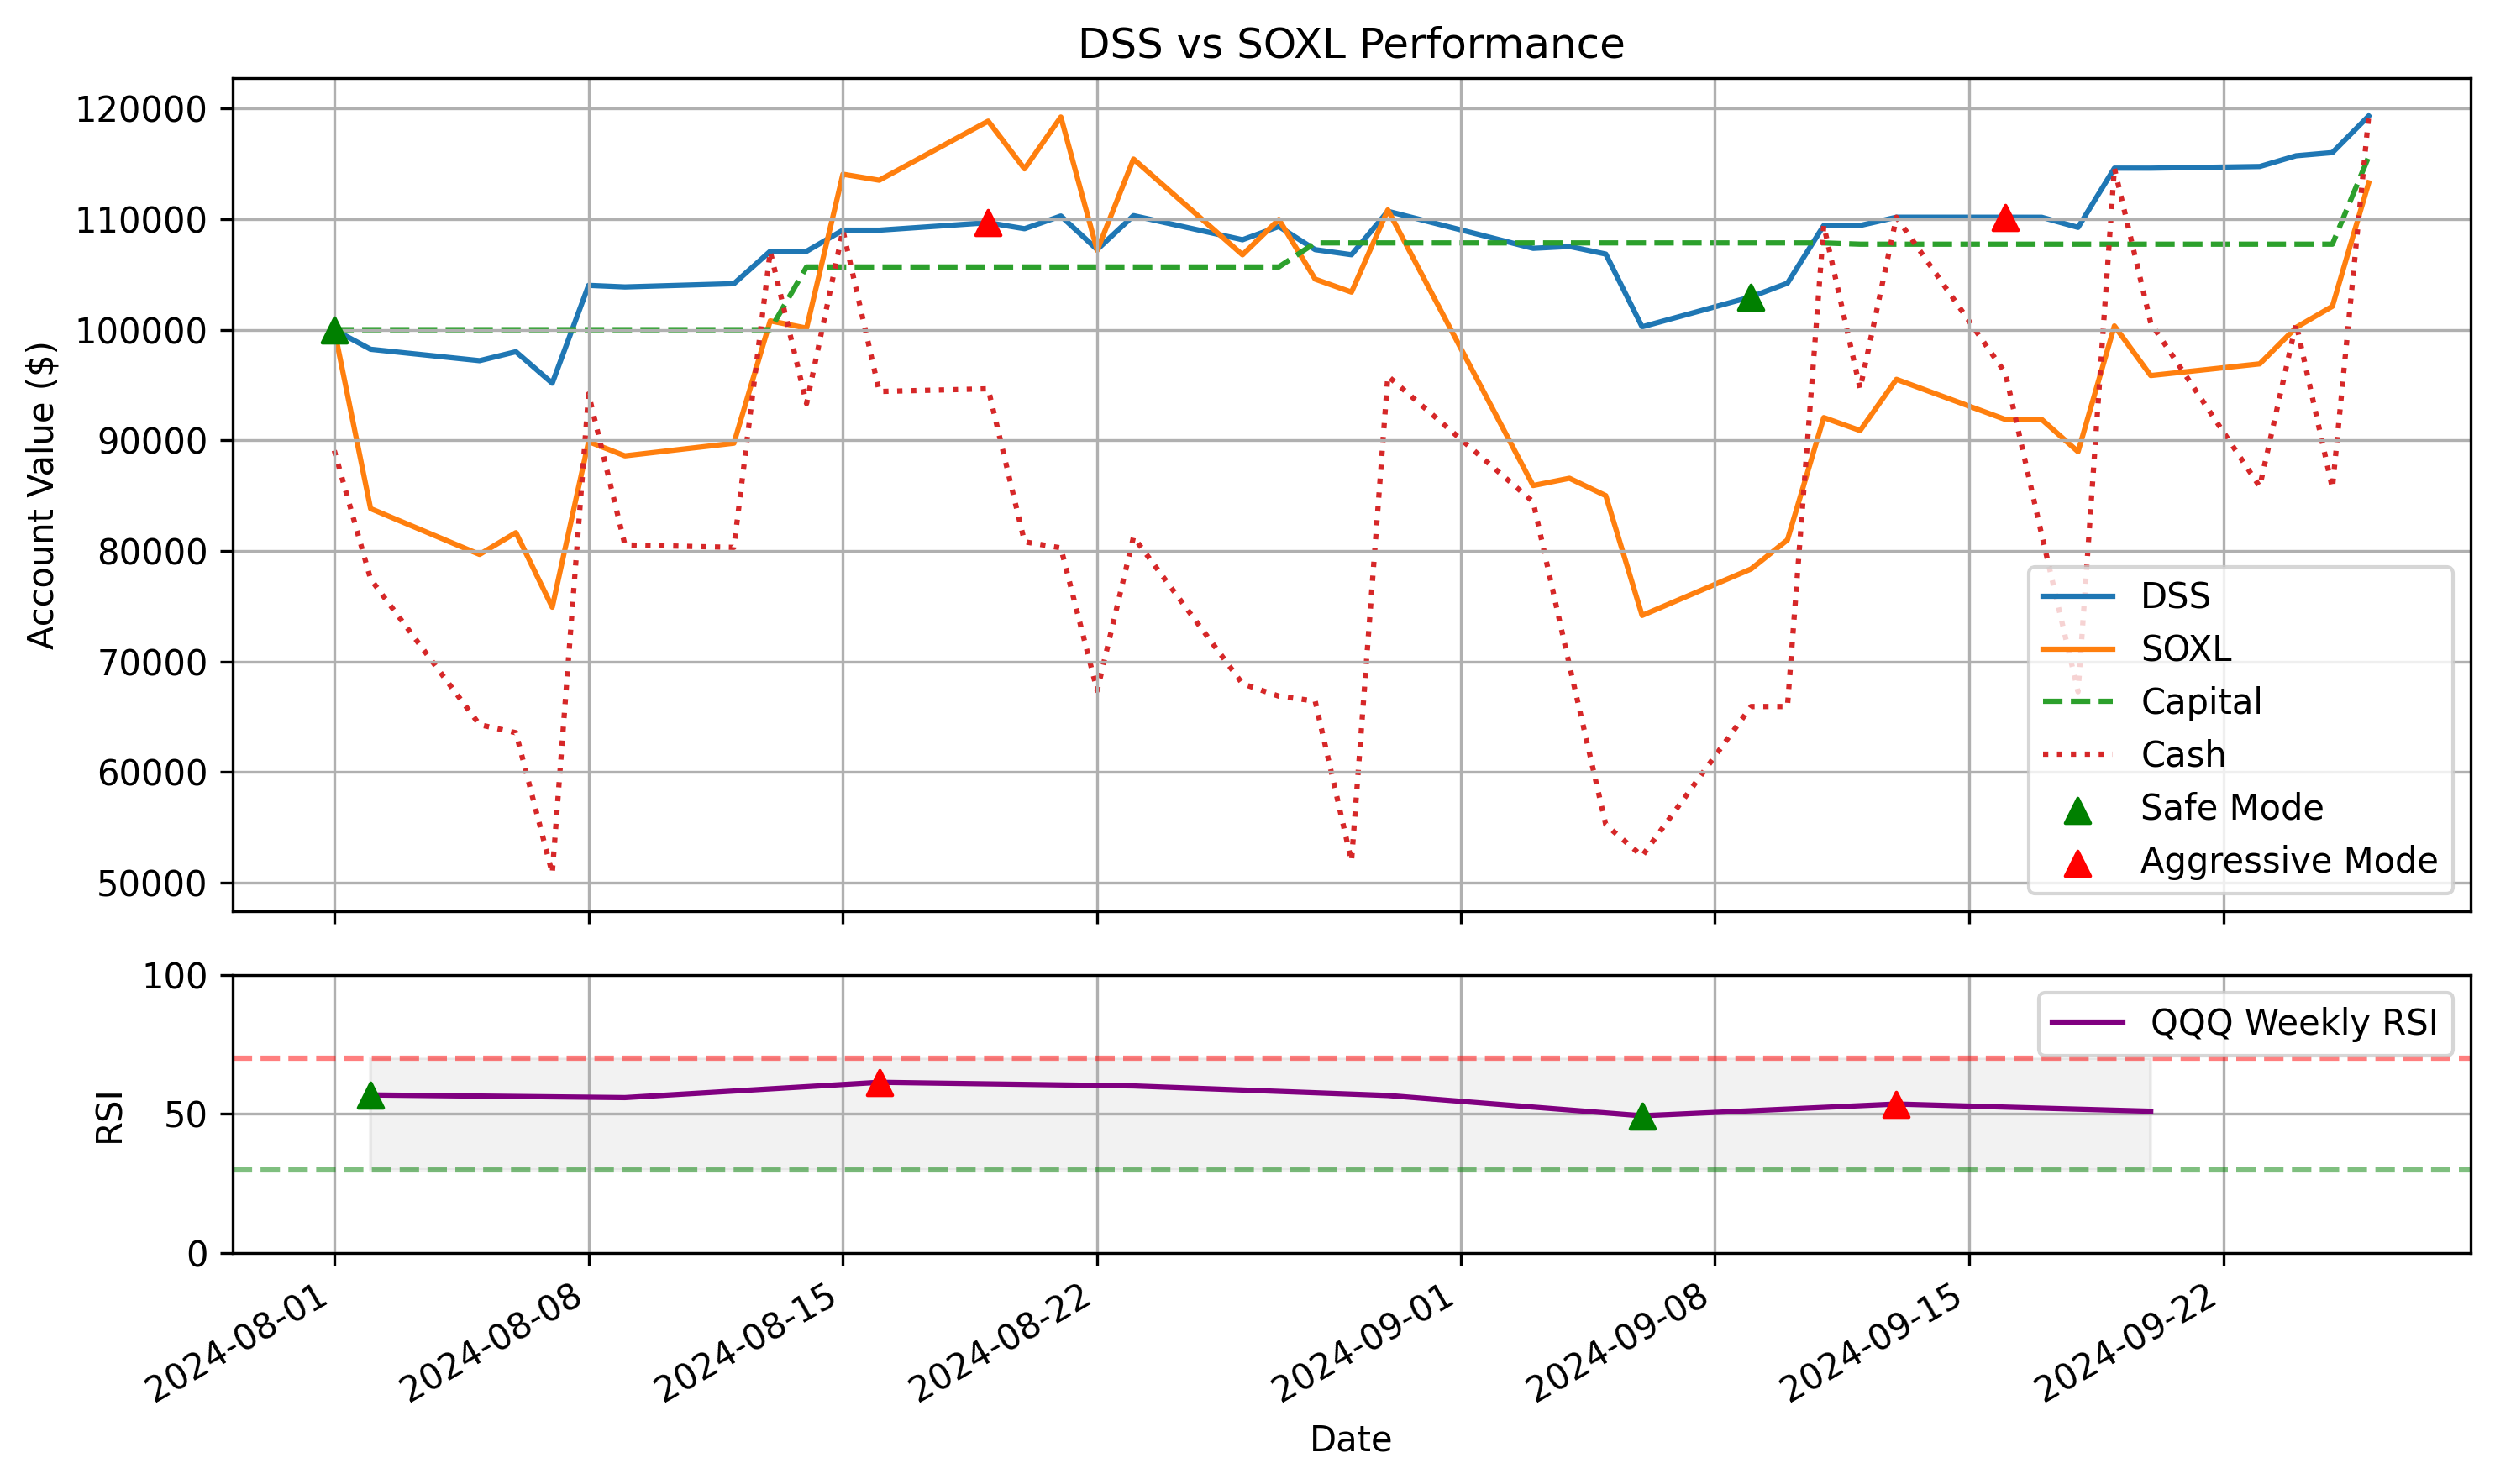 DSS vs SOXL Performance
Account Value ($)
120000
110000
100000
90000
80000
70000
60000
50000
DSS
SOXL
Capital
Cash
Safe Mode
Aggressive Mode
RSI
100
50
0
QQQ Weekly RSI
2024-08-01
2024-08-08
2024-08-15
2024-08-22
2024-09-01
2024-09-08
2024-09-15
2024-09-22
Date